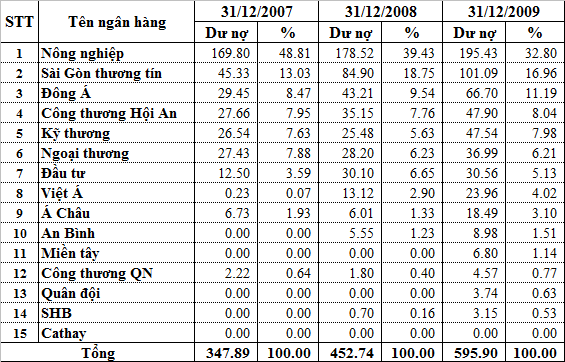 STT Tên ngân hàng 31/12/2007 31/12/2008 31/12/2009
Dư nợ % Dư nợ % Dư nợ %
1 Nông nghiệp 169.80 48.81 178.52 39.43 195.43 32.80
2 Sài Gòn thương tín 45.33 13.03 84.90 18.75 101.09 16.96
3 Đông Á 29.45 8.47 43.21 9.54 66.70 11.19
4 Công thương Hội An 27.66 7.95 35.15 7.76 47.90 8.04
5 Kỹ thương 26.54 7.63 25.48 5.63 47.54 7.98
6 Ngoại thương 27.43 7.88 28.20 6.23 36.99 6.21
7 Đầu tư 12.50 3.59 30.10 6.65 30.56 5.13
8 Việt Á 0.23 0.07 13.12 2.90 23.96 4.02
9 Á Châu 6.73 1.93 6.01 1.33 18.49 3.10
10 An Bình 0.00 0.00 5.55 1.23 8.98 1.51
11 Miền tây 0.00 0.00 0.00 0.00 6.80 1.14
12 Công thương QN 2.22 0.64 1.80 0.40 4.57 0.77
13 Quân đội 0.00 0.00 0.00 0.00 3.74 0.63
14 SHB 0.00 0.00 0.70 0.16 3.15 0.53
15 Cathay 0.00 0.00 0.00 0.00 0.00 0.00
Tổng 347.89 100.00 452.74 100.00 595.90 100.00